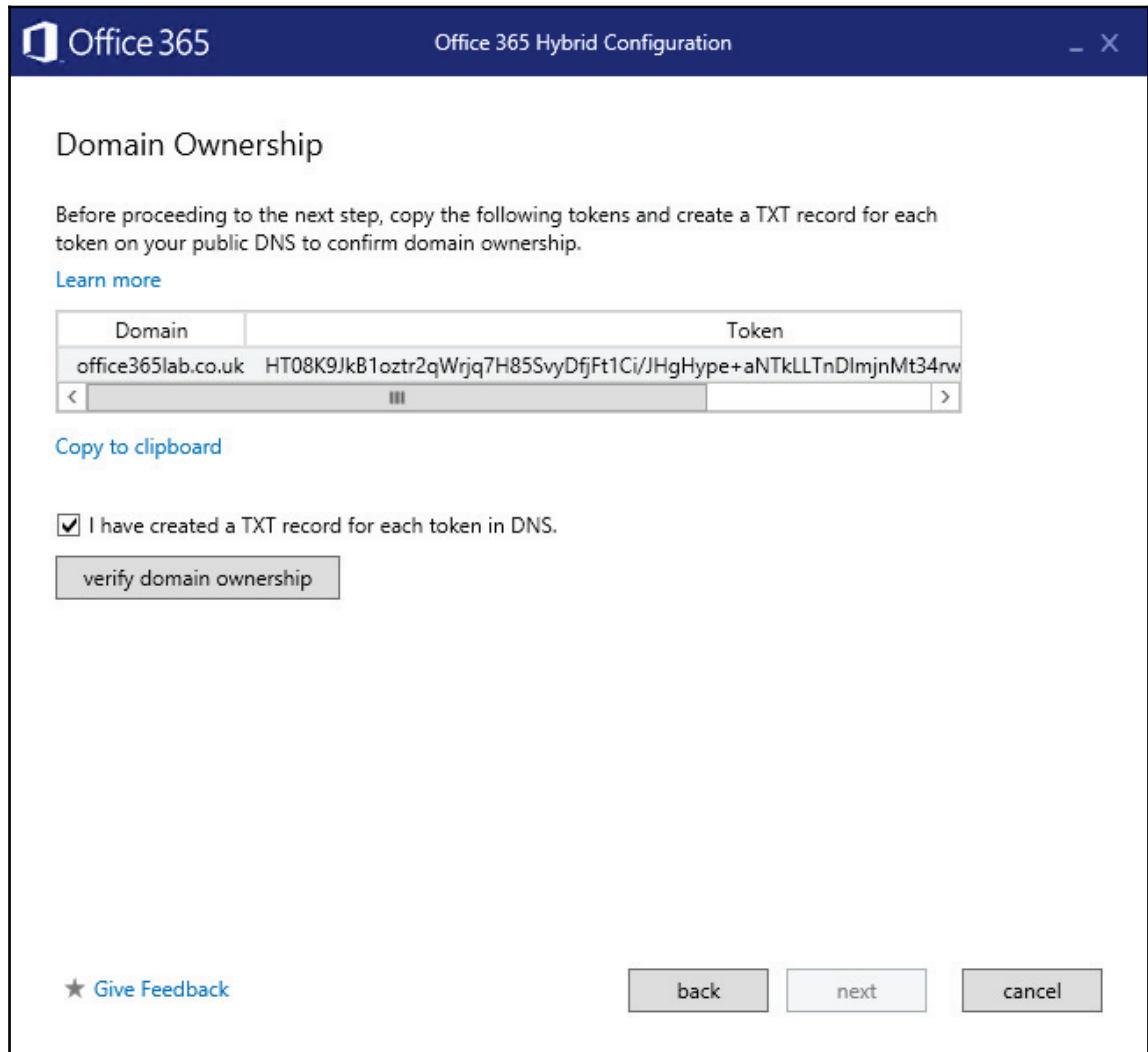 Office 365
Office 365 Hybrid Configuration
Domain Ownership
Before proceeding to the next step, copy the following tokens and create a TXT record for each
token on your public DNS to confirm domain ownership.
Learn more
Domain Token
office365lab.co.uk HT08K9JkB1oztr2qWrjq7H85SvyDfjFt1Ci/JHgHype+aNTkLLTnDImjnMt34rw
Copy to clipboard
I have created a TXT record for each token in DNS.
verify domain ownership
Give Feedback
back next cancel